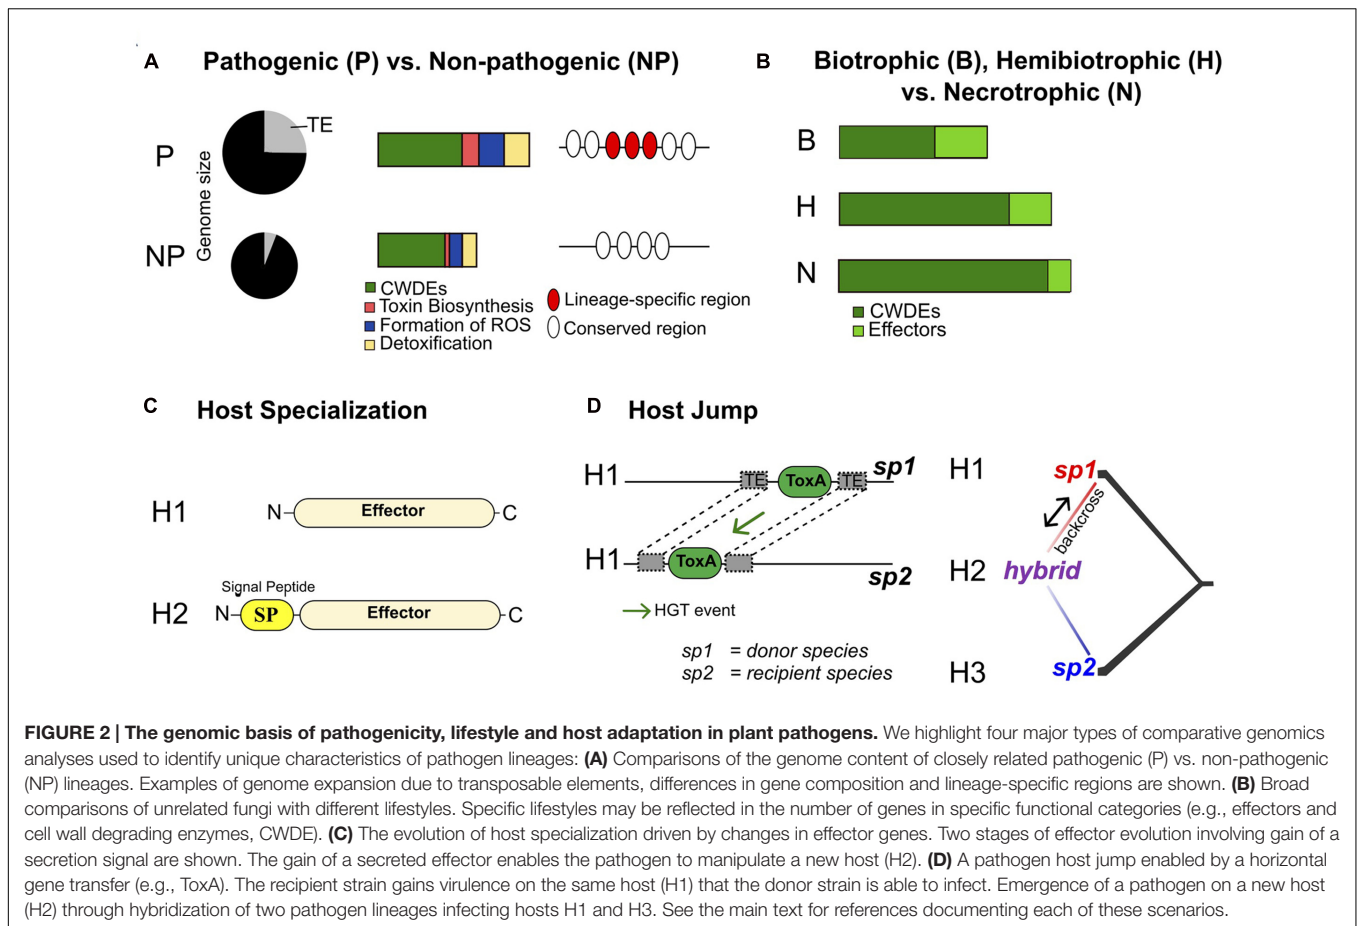 A Pathogenic (P) vs. Non-pathogenic (NP)
P
TE
Genome size
NP
CWDEs
Toxin Biosynthesis
Formation of ROS
Detoxification
Lineage-specific region
Conserved region
B Biotrophic (B), Hemibiotrophic (H)
vs. Necrotrophic (N)
B
H
N
CWDEs
Effectors
C Host Specialization
H1 N Effector C
Signal Peptide
H2 N SP Effector C
D Host Jump
H1 TE ToxA TE sp1
H1 ToxA sp2
HGT event
sp1 = donor species
sp2 = recipient species
H1 sp1
backcross
H2 hybrid
H3 sp2
FIGURE 2 | The genomic basis of pathogenicity, lifestyle and host adaptation in plant pathogens. We highlight four major types of comparative genomics
analyses used to identify unique characteristics of pathogen lineages: (A) Comparisons of the genome content of closely related pathogenic (P) vs. non-pathogenic
(NP) lineages. Examples of genome expansion due to transposable elements, differences in gene composition and lineage-specific regions are shown. (B) Broad
comparisons of unrelated fungi with different lifestyles. Specific lifestyles may be reflected in the number of genes in specific functional categories (e.g., effectors and
cell wall degrading enzymes, CWDE). (C) The evolution of host specialization driven by changes in effector genes. Two stages of effector evolution involving gain of a
secretion signal are shown. The gain of a secreted effector enables the pathogen to manipulate a new host (H2). (D) A pathogen host jump enabled by a horizontal
gene transfer (e.g., ToxA). The recipient strain gains virulence on the same host (H1) that the donor strain is able to infect. Emergence of a pathogen on a new host
(H2) through hybridization of two pathogen lineages infecting hosts H1 and H3. See the main text for references documenting each of these scenarios.